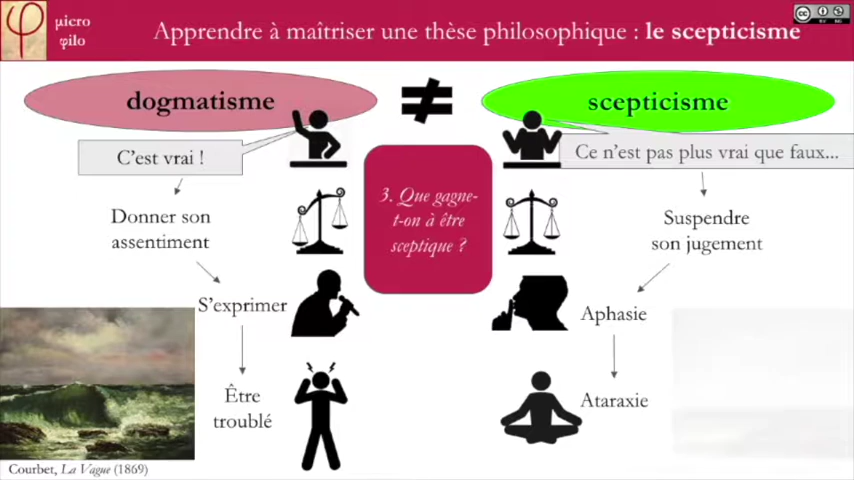 μicro
φilo
Apprendre à maîtriser une thèse philosophique : le scepticisme
dogmatisme
≠
scepticisme
C'est vrai !
Ce n'est pas plus vrai que faux...
3. Que gagne-
t-on à être
sceptique ?
Donner son
assentiment
Suspendre
son jugement
S'exprimer
Aphasie
Être
troublé
Ataraxie
Courbet, La Vague (1869)